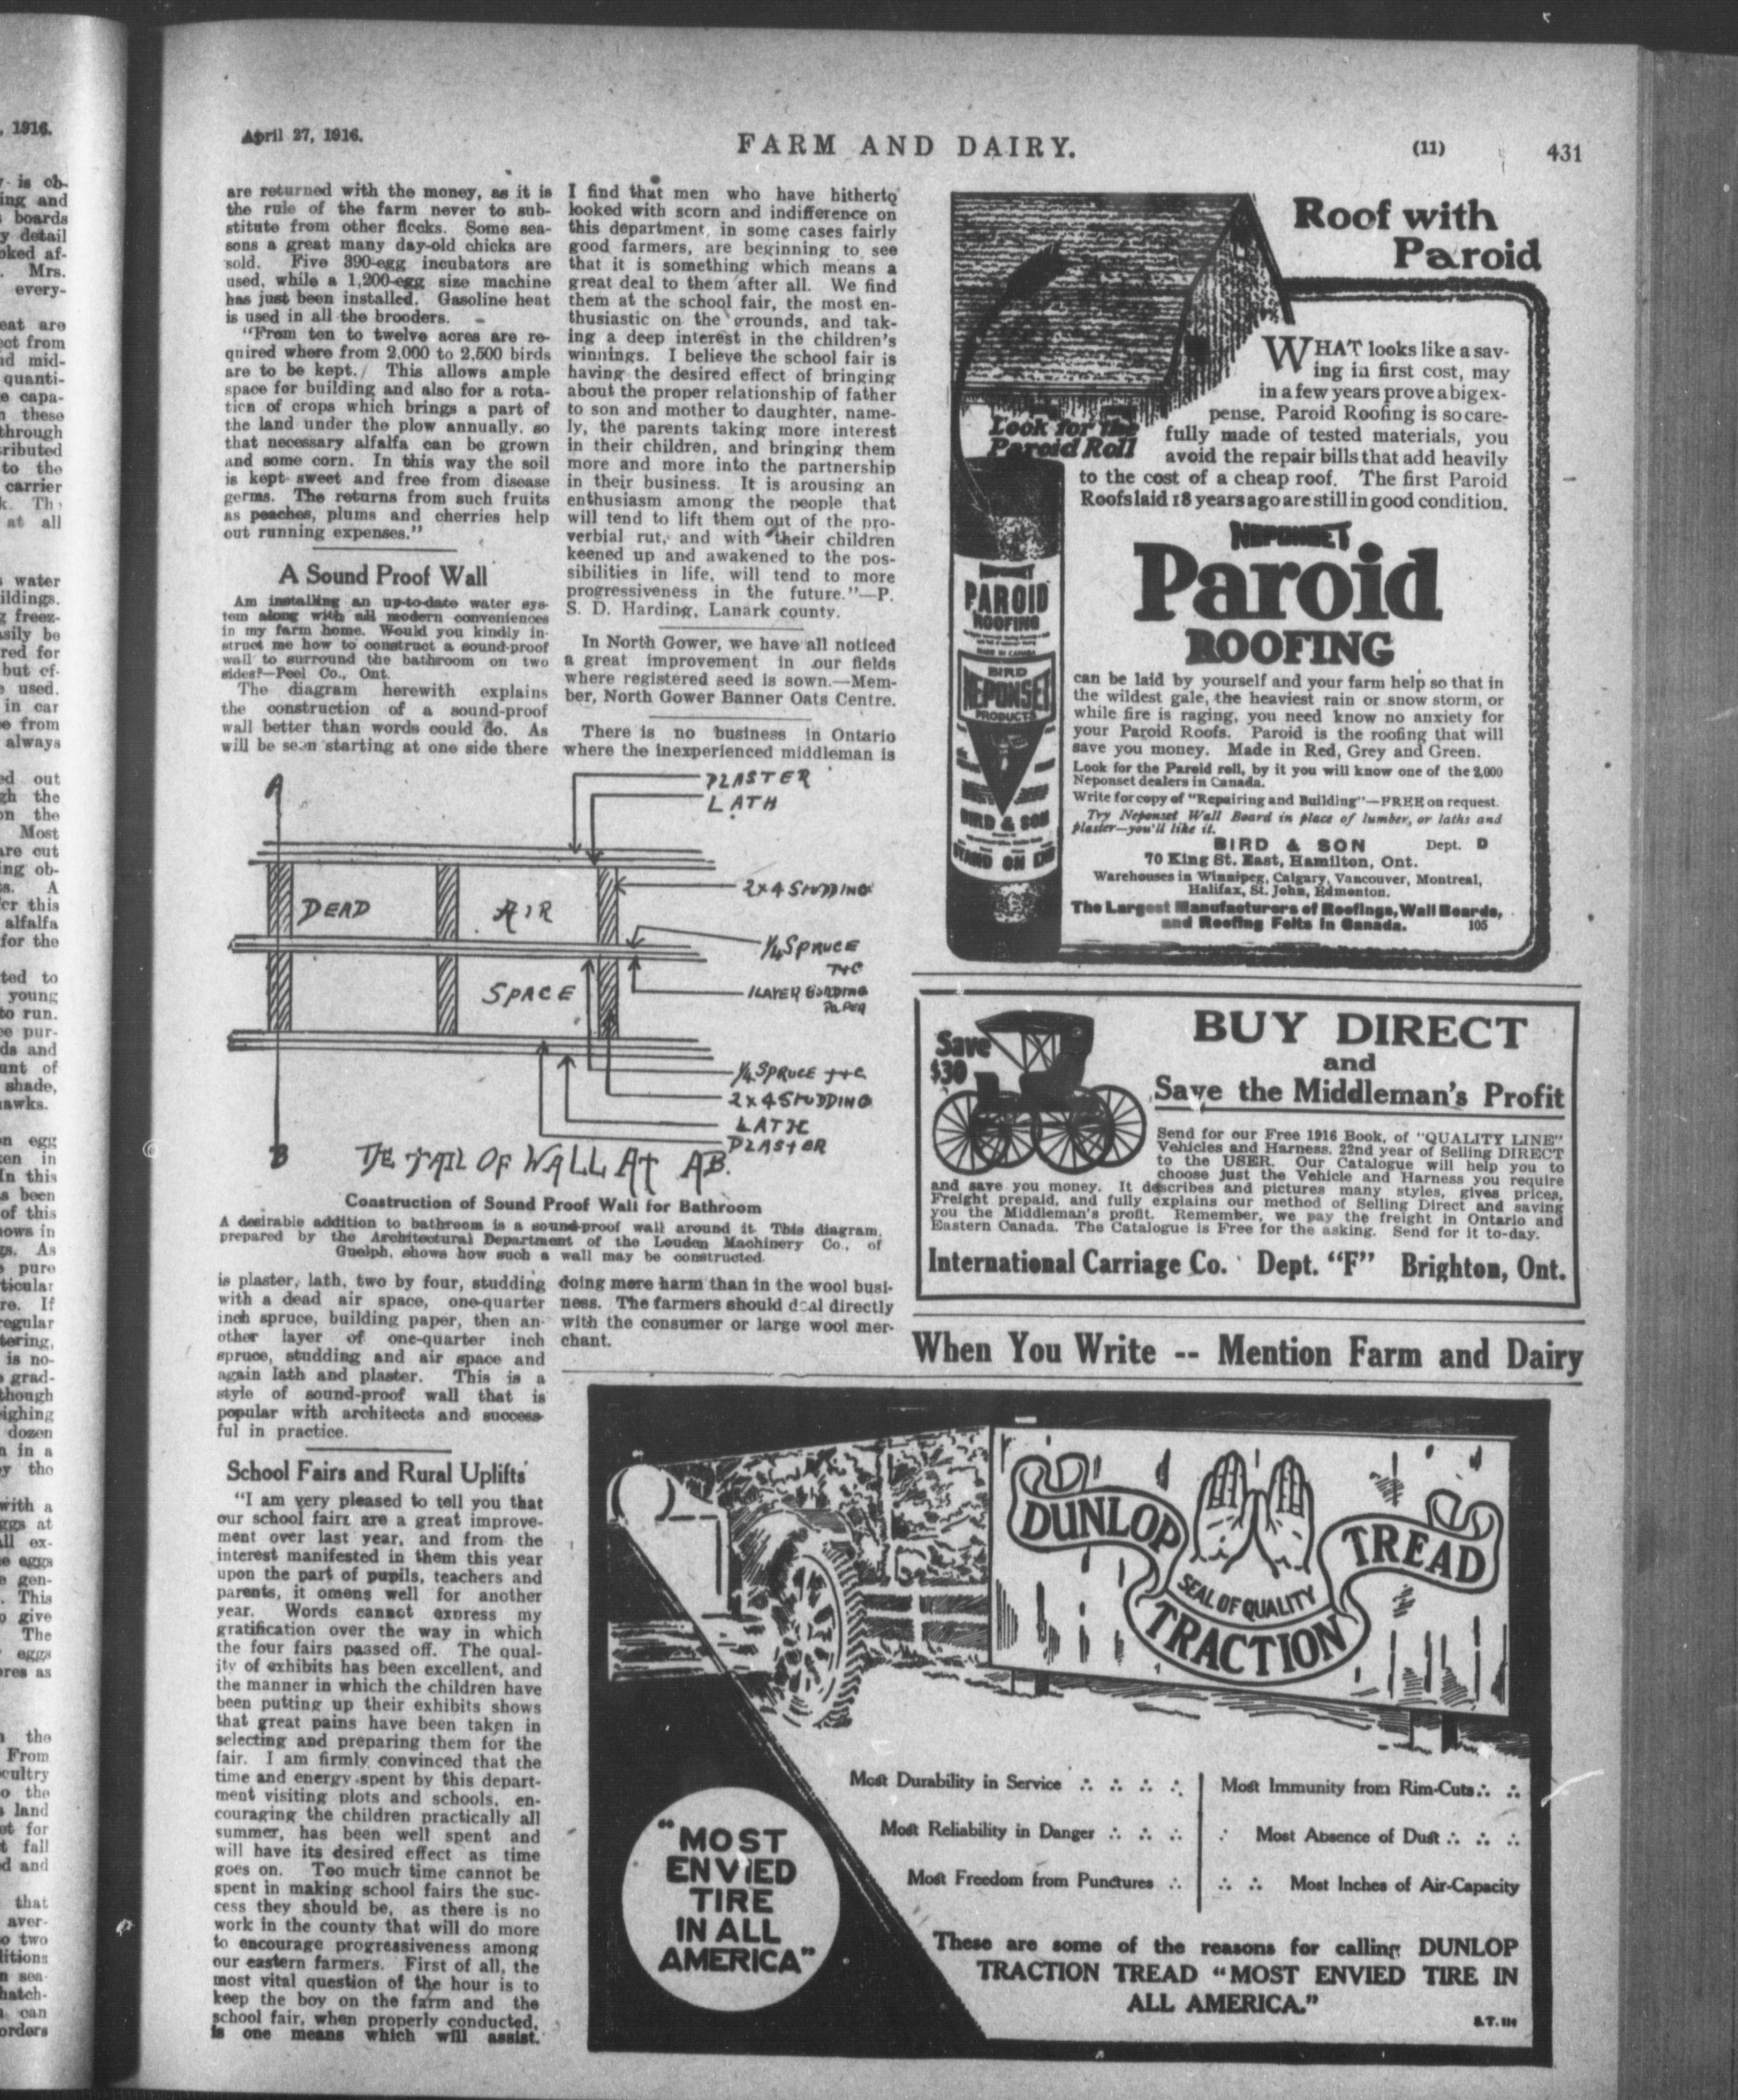 April 27, 1916.
FARM AND DAIRY.
(11)
431
are returned with the money, as it is
the rule of the farm never to sub-
stitute from other flocks. Some sea-
sons a great many day-old chicks are
sold. Five 390-egg incubators are
used, while a 1,200-egg size machine
has just been installed. Gasoline heat
is used in all the brooders.
"From ten to twelve acres are re-
quired where from 2,000 to 2,500 birds
are to be kept. This allows ample
space for building and also for a rota-
tion of crops which brings a part of
the land under the plow annually, so
that necessary alfalfa can be grown
and some corn. In this way the soil
is kept sweet and free from disease
germs. The returns from such fruits
as peaches, plums and cherries help
out running expenses."
A Sound Proof Wall
Am installing an up-to-date water sys-
tem along with all modern conveniences
in my farm home. Would you kindly in-
struct me how to construct a sound-proof
wall to surround the bathroom on two
sides?—Peel Co., Ont.
The diagram herewith explains
the construction of a sound-proof
wall better than words could do. As
will be seen starting at one side there
I find that men who have hitherto
looked with scorn and indifference on
this department, in some cases fairly
good farmers, are beginning to see
that it is something which means a
great deal to them after all. We find
them at the school fair, the most en-
thusiastic on the grounds, and tak-
ing a deep interest in the children's
winnings. I believe the school fair is
having the desired effect of bringing
about the proper relationship of father
to son and mother to daughter, name-
ly, the parents taking more interest
in their children, and bringing them
more and more into the partnership
in their business. It is arousing an
enthusiasm among the people that
will tend to lift them out of the pro-
verbial rut, and with their children
keened up and awakened to the pos-
sibilities in life, will tend to more
progressiveness in the future."—P.
S. D. Harding, Lanark county.
In North Gower, we have all noticed
a great improvement in our fields
where registered seed is sown.—Mem-
ber, North Gower Banner Oats Centre.
There is no business in Ontario
where the inexperienced middleman is
A
PLASTER
LATH
2x4 STUDDING
DEAD
AIR
1/4 SPRUCE
T+G
SPACE
1 LAYER BUILDING
PAPER
1/4 SPRUCE T+G
2x4 STUDDING
LATH
PLASTER
B
DETAIL OF WALL AT AB.
Construction of Sound Proof Wall for Bathroom
A desirable addition to bathroom is a sound-proof wall around it. This diagram,
prepared by the Architectural Department of the Louden Machinery Co., of
Guelph, shows how such a wall may be constructed.
is plaster, lath, two by four, studding
with a dead air space, one-quarter
inch spruce, building paper, then an-
other layer of one-quarter inch
spruce, studding and air space and
again lath and plaster. This is a
style of sound-proof wall that is
popular with architects and success-
ful in practice.
School Fairs and Rural Uplifts
"I am very pleased to tell you that
our school fairs are a great improve-
ment over last year, and from the
interest manifested in them this year
upon the part of pupils, teachers and
parents, it omens well for another
year. Words cannot express my
gratification over the way in which
the four fairs passed off. The qual-
ity of exhibits has been excellent, and
the manner in which the children have
been putting up their exhibits shows
that great pains have been taken in
selecting and preparing them for the
fair. I am firmly convinced that the
time and energy spent by this depart-
ment visiting plots and schools, en-
couraging the children practically all
summer, has been well spent and
will have its desired effect as time
goes on. Too much time cannot be
spent in making school fairs the suc-
cess they should be, as there is no
work in the county that will do more
to encourage progressiveness among
our eastern farmers. First of all, the
most vital question of the hour is to
keep the boy on the farm and the
school fair, when properly conducted,
is one means which will assist.
doing more harm than in the wool busi-
ness. The farmers should deal directly
with the consumer or large wool mer-
chant.
Roof with
Paroid
Look for the
Paroid Roll
WHAT looks like a sav-
ing in first cost, may
in a few years prove a big ex-
pense. Paroid Roofing is so care-
fully made of tested materials, you
avoid the repair bills that add heavily
to the cost of a cheap roof. The first Paroid
Roofs laid 18 years ago are still in good condition.
NEPONSET
Paroid
ROOFING
NEPONSET
PAROID
ROOFING
MADE IN CANADA
BIRD
NEPONSET
PRODUCTS
BIRD & SON
STAND ON END
can be laid by yourself and your farm help so that in
the wildest gale, the heaviest rain or snow storm, or
while fire is raging, you need know no anxiety for
your Paroid Roofs. Paroid is the roofing that will
save you money. Made in Red, Grey and Green.
Look for the Paroid roll, by it you will know one of the 2,000
Neponset dealers in Canada.
Write for copy of "Repairing and Building"—FREE on request.
Try Neponset Wall Board in place of lumber, or laths and
plaster—you'll like it.
BIRD & SON Dept. D
70 King St. East, Hamilton, Ont.
Warehouses in Winnipeg, Calgary, Vancouver, Montreal,
Halifax, St. John, Edmonton.
The Largest Manufacturers of Roofings, Wall Boards,
and Roofing Felts in Canada. 105
Save
$30
BUY DIRECT
and
Save the Middleman's Profit
Send for our Free 1916 Book, of "QUALITY LINE"
Vehicles and Harness. 22nd year of Selling DIRECT
to the USER. Our Catalogue will help you to
choose just the Vehicle and Harness you require
and save you money. It describes and pictures many styles, gives prices,
Freight prepaid, and fully explains our method of Selling Direct and saving
you the Middleman's profit. Remember, we pay the freight in Ontario and
Eastern Canada. The Catalogue is Free for the asking. Send for it to-day.
International Carriage Co. Dept. "F" Brighton, Ont.
When You Write -- Mention Farm and Dairy
DUNLOP
TREAD
SEAL OF QUALITY
TRACTION
Most Durability in Service ∴ ∴ ∴ ∴
Most Immunity from Rim-Cuts ∴ ∴
Most Reliability in Danger ∴ ∴ ∴
∴ Most Absence of Dust ∴ ∴ ∴
Most Freedom from Punctures ∴
∴ ∴ Most Inches of Air-Capacity
"MOST
ENVIED
TIRE
IN ALL
AMERICA"
These are some of the reasons for calling DUNLOP
TRACTION TREAD "MOST ENVIED TIRE IN
ALL AMERICA."